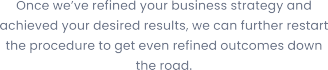 Once we've refined your business strategy and
achieved your desired results, we can further restart
the procedure to get even refined outcomes down
the road.